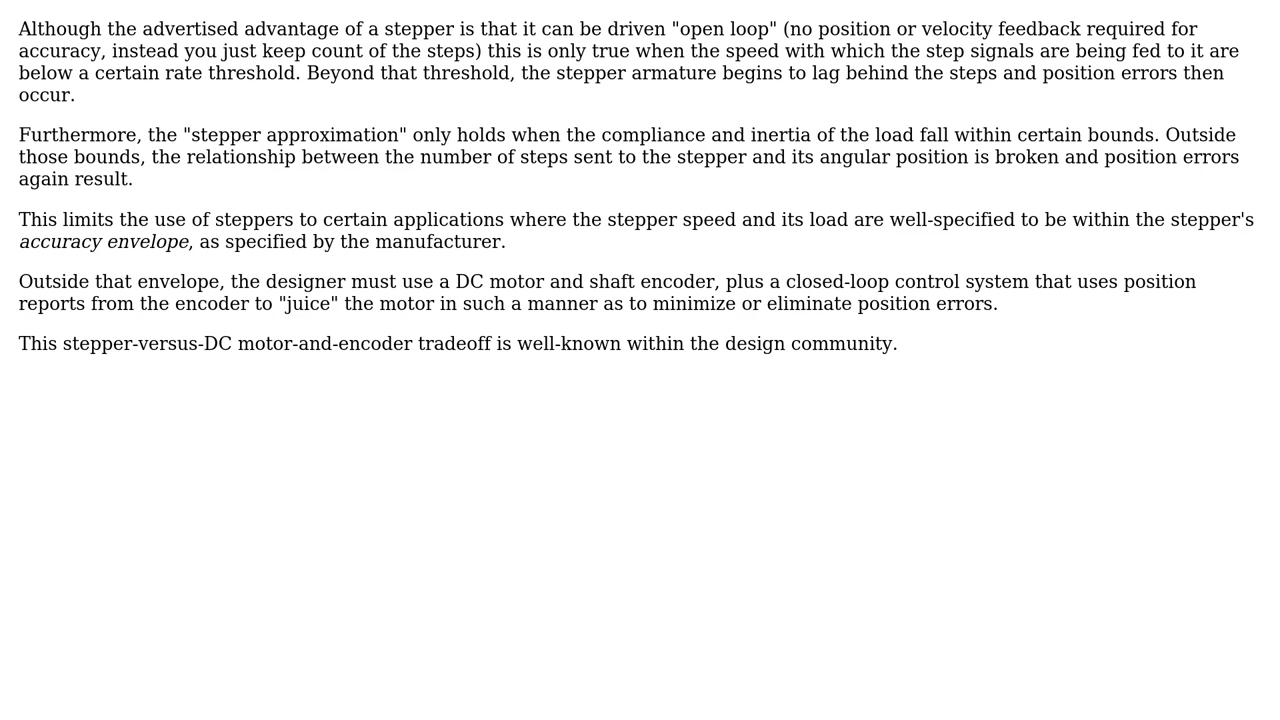 Although the advertised advantage of a stepper is that it can be driven "open loop" (no position or velocity feedback required for
accuracy, instead you just keep count of the steps) this is only true when the speed with which the step signals are being fed to it are
below a certain rate threshold. Beyond that threshold, the stepper armature begins to lag behind the steps and position errors then
occur.
Furthermore, the "stepper approximation" only holds when the compliance and inertia of the load fall within certain bounds. Outside
those bounds, the relationship between the number of steps sent to the stepper and its angular position is broken and position errors
again result.
This limits the use of steppers to certain applications where the stepper speed and its load are well-specified to be within the stepper's
accuracy envelope, as specified by the manufacturer.
Outside that envelope, the designer must use a DC motor and shaft encoder, plus a closed-loop control system that uses position
reports from the encoder to "juice" the motor in such a manner as to minimize or eliminate position errors.
This stepper-versus-DC motor-and-encoder tradeoff is well-known within the design community.